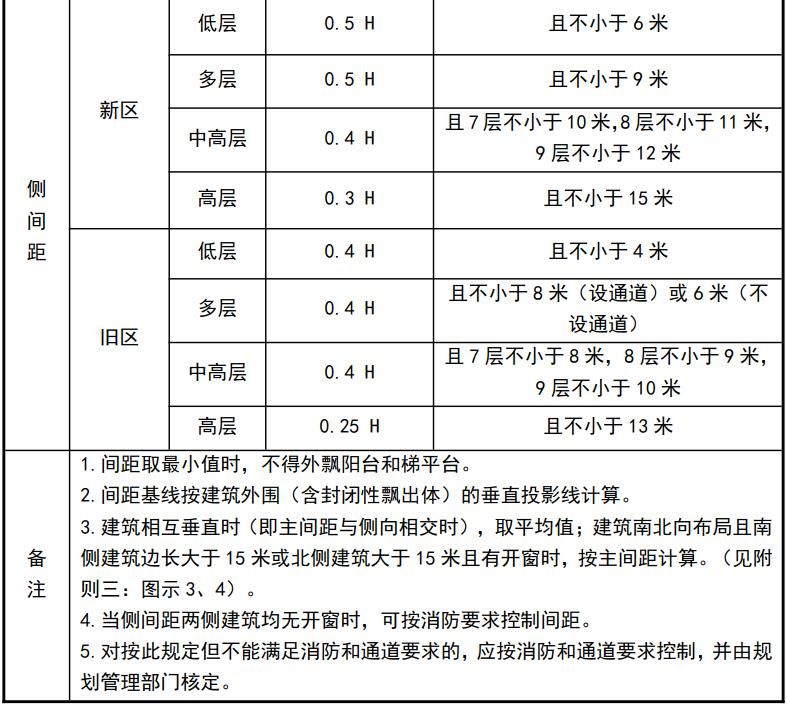 侧间距
新区
低层 0.5 H 且不小于 6 米
多层 0.5 H 且不小于 9 米
中高层 0.4 H 且 7 层不小于 10 米,8 层不小于 11 米,
9 层不小于 12 米
高层 0.3 H 且不小于 15 米
旧区
低层 0.4 H 且不小于 4 米
多层 0.4 H 且不小于 8 米（设通道）或 6 米（不
设通道）
中高层 0.4 H 且 7 层不小于 8 米，8 层不小于 9 米，
9 层不小于 10 米
高层 0.25 H 且不小于 13 米
备注
1. 间距取最小值时，不得外飘阳台和梯平台。
2. 间距基线按建筑外围（含封闭性飘出体）的垂直投影线计算。
3. 建筑相互垂直时（即主间距与侧向相交时），取平均值；建筑南北向布局且南
侧建筑边长大于 15 米或北侧建筑大于 15 米且有开窗时，按主间距计算。（见附
则三：图示 3、4）。
4. 当侧间距两侧建筑均无开窗时，可按消防要求控制间距。
5. 对按此规定但不能满足消防和通道要求的，应按消防和通道要求控制，并由规
划管理部门核定。